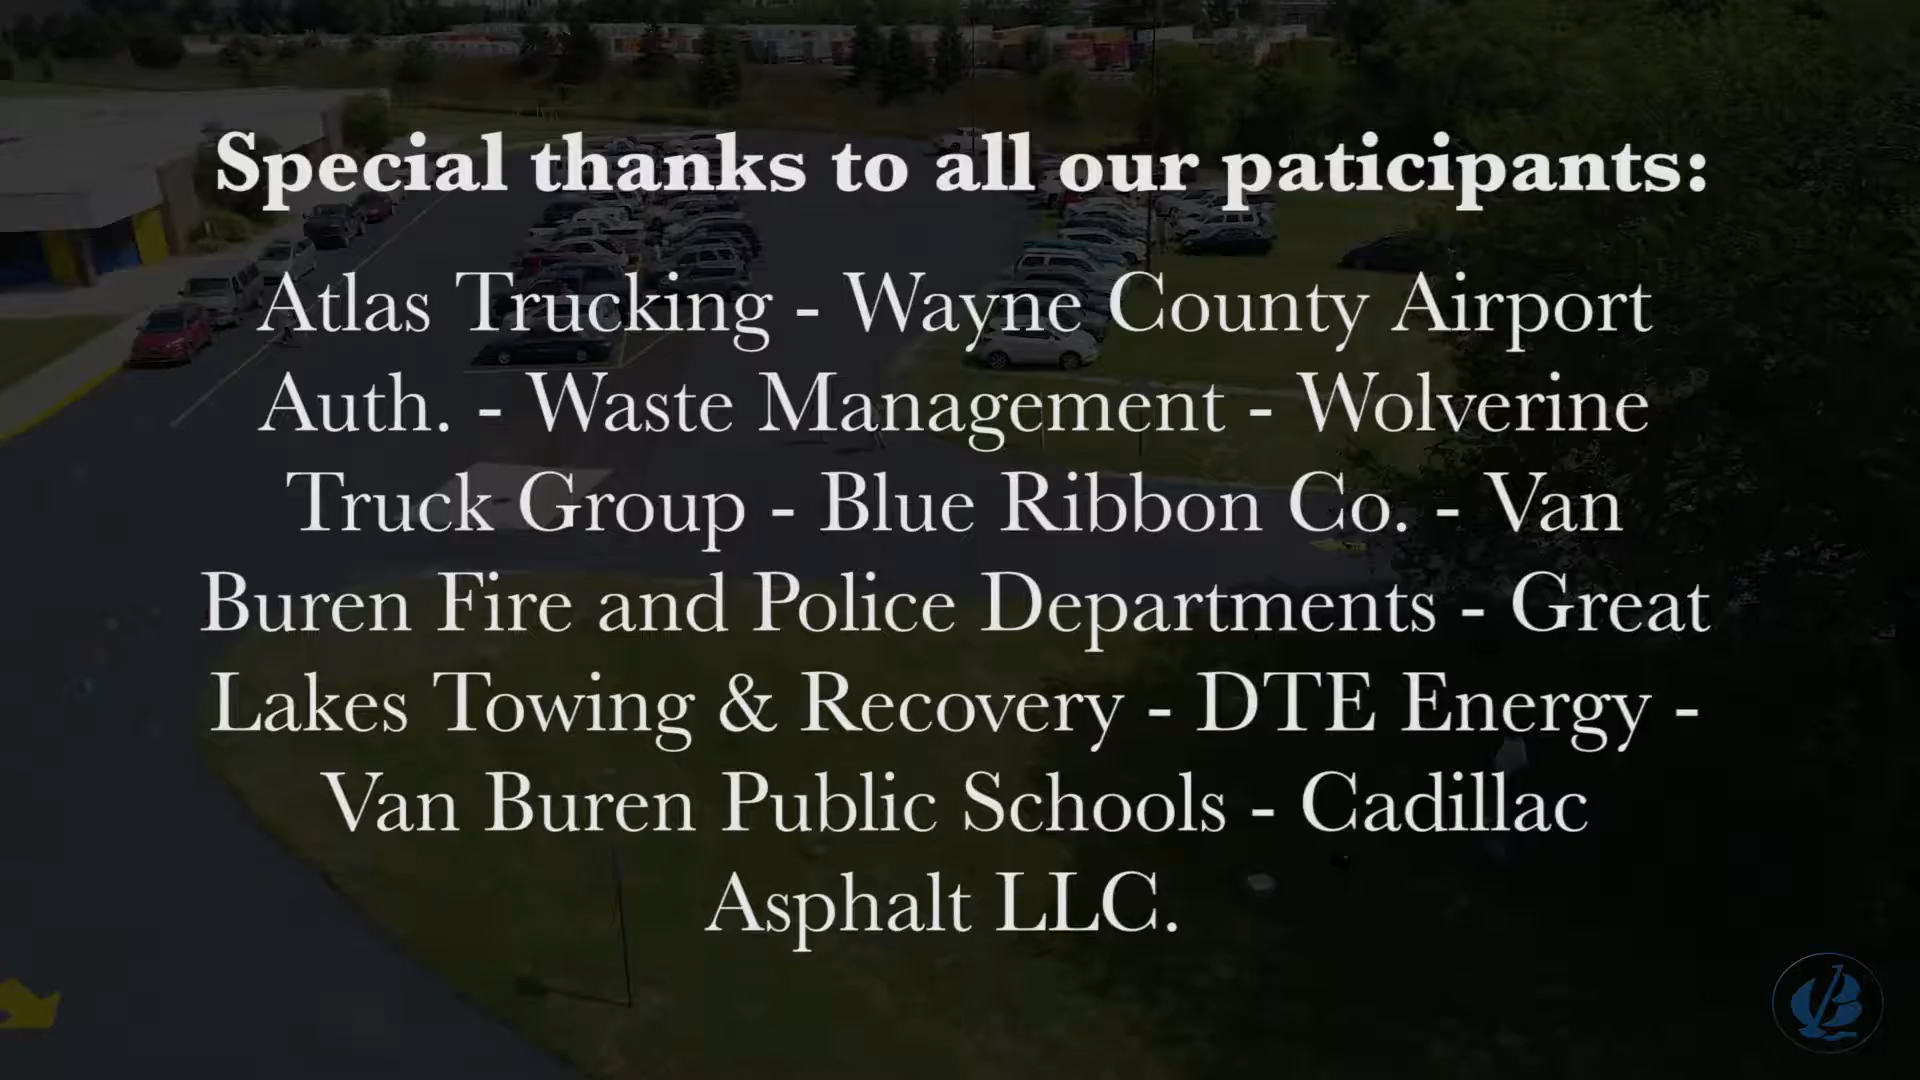 Special thanks to all our paticipants:
Atlas Trucking - Wayne County Airport
Auth. - Waste Management - Wolverine
Truck Group - Blue Ribbon Co. - Van
Buren Fire and Police Departments - Great
Lakes Towing & Recovery - DTE Energy -
Van Buren Public Schools - Cadillac
Asphalt LLC.
VB